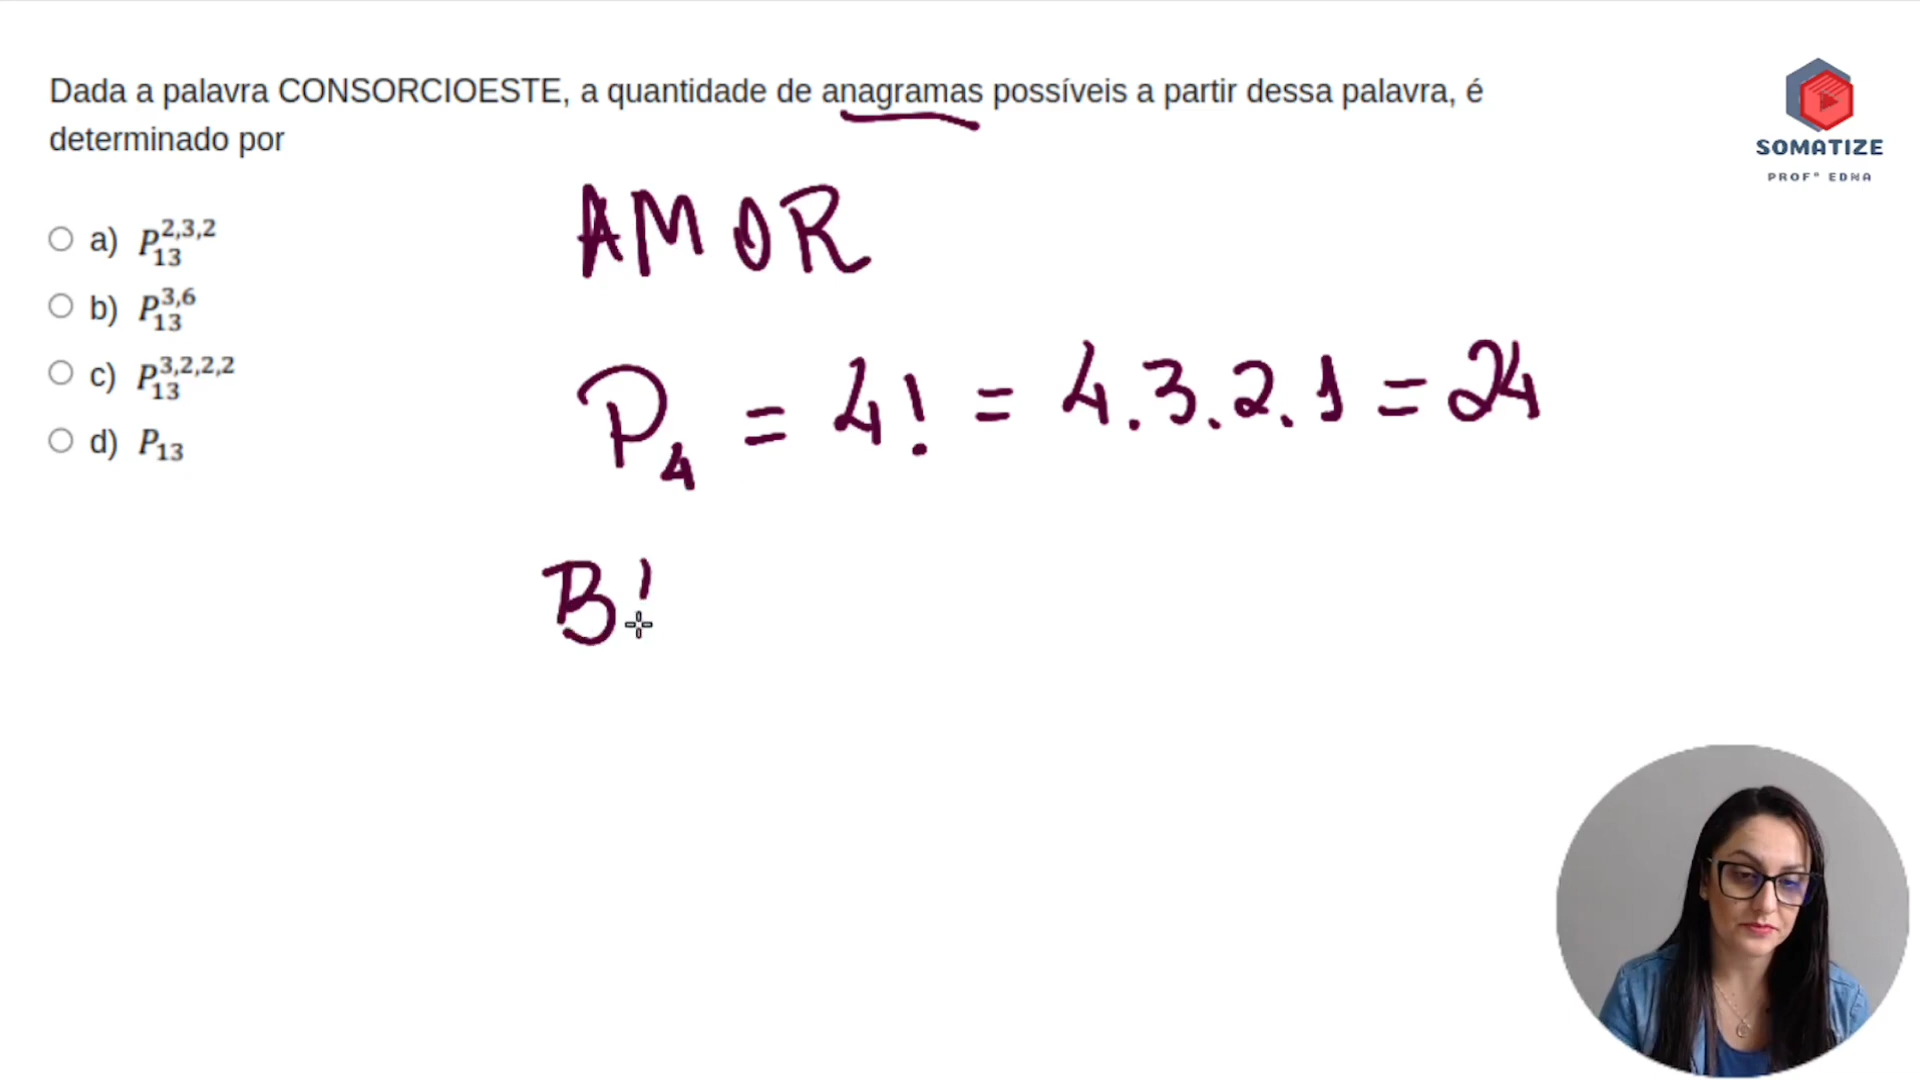 Dada a palavra CONSORCIOESTE, a quantidade de anagramas possíveis a partir dessa palavra, é
determinado por
SOMATIZE
PROFª EDNA
a) P₁₃^2,3,2
b) P₁₃^3,6
c) P₁₃^3,2,2,2
d) P₁₃
AMOR
P₄ = 4! = 4.3.2.1 = 24
B